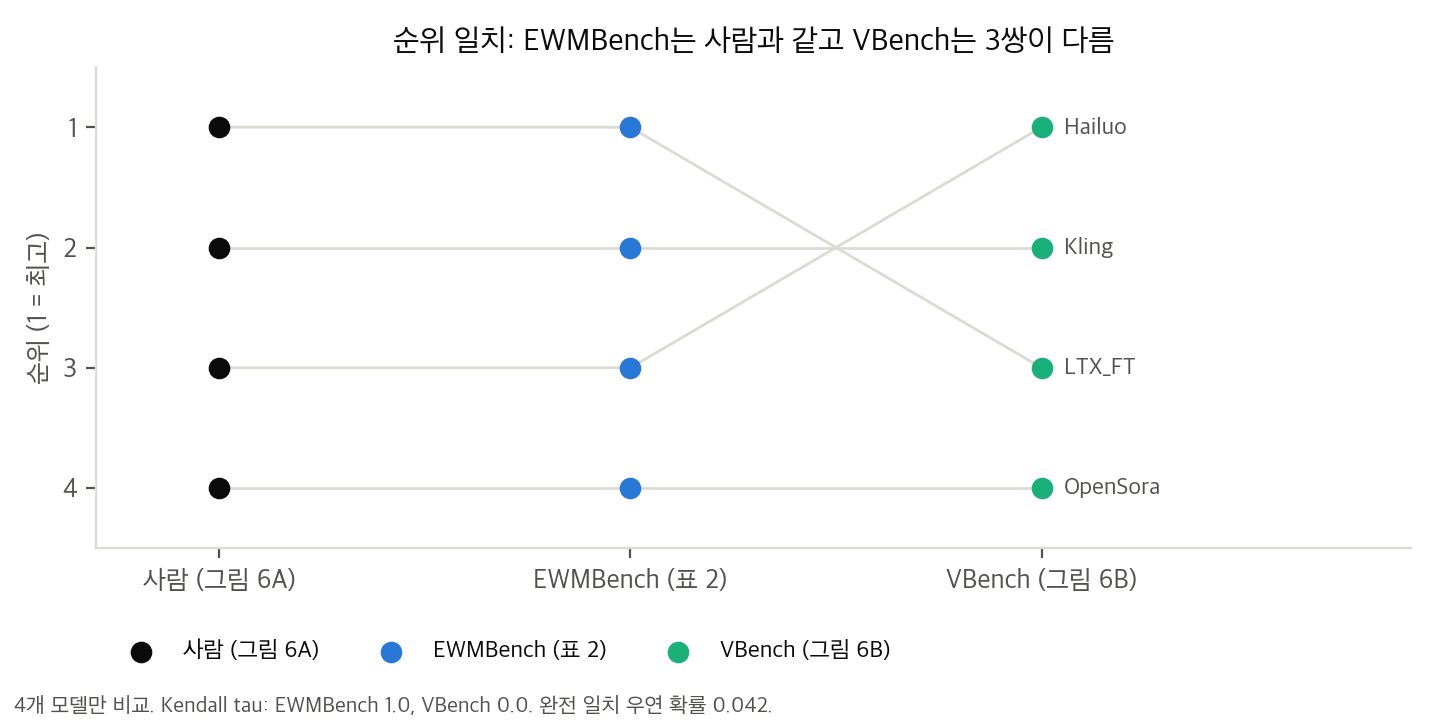 순위 일치: EWMBench는 사람과 같고 VBench는 3쌍이 다름
순위 (1 = 최고)
1
2
3
4
Hailuo
Kling
LTX_FT
OpenSora
사람 (그림 6A)
EWMBench (표 2)
VBench (그림 6B)
사람 (그림 6A)
EWMBench (표 2)
VBench (그림 6B)
4개 모델만 비교. Kendall tau: EWMBench 1.0, VBench 0.0. 완전 일치 우연 확률 0.042.